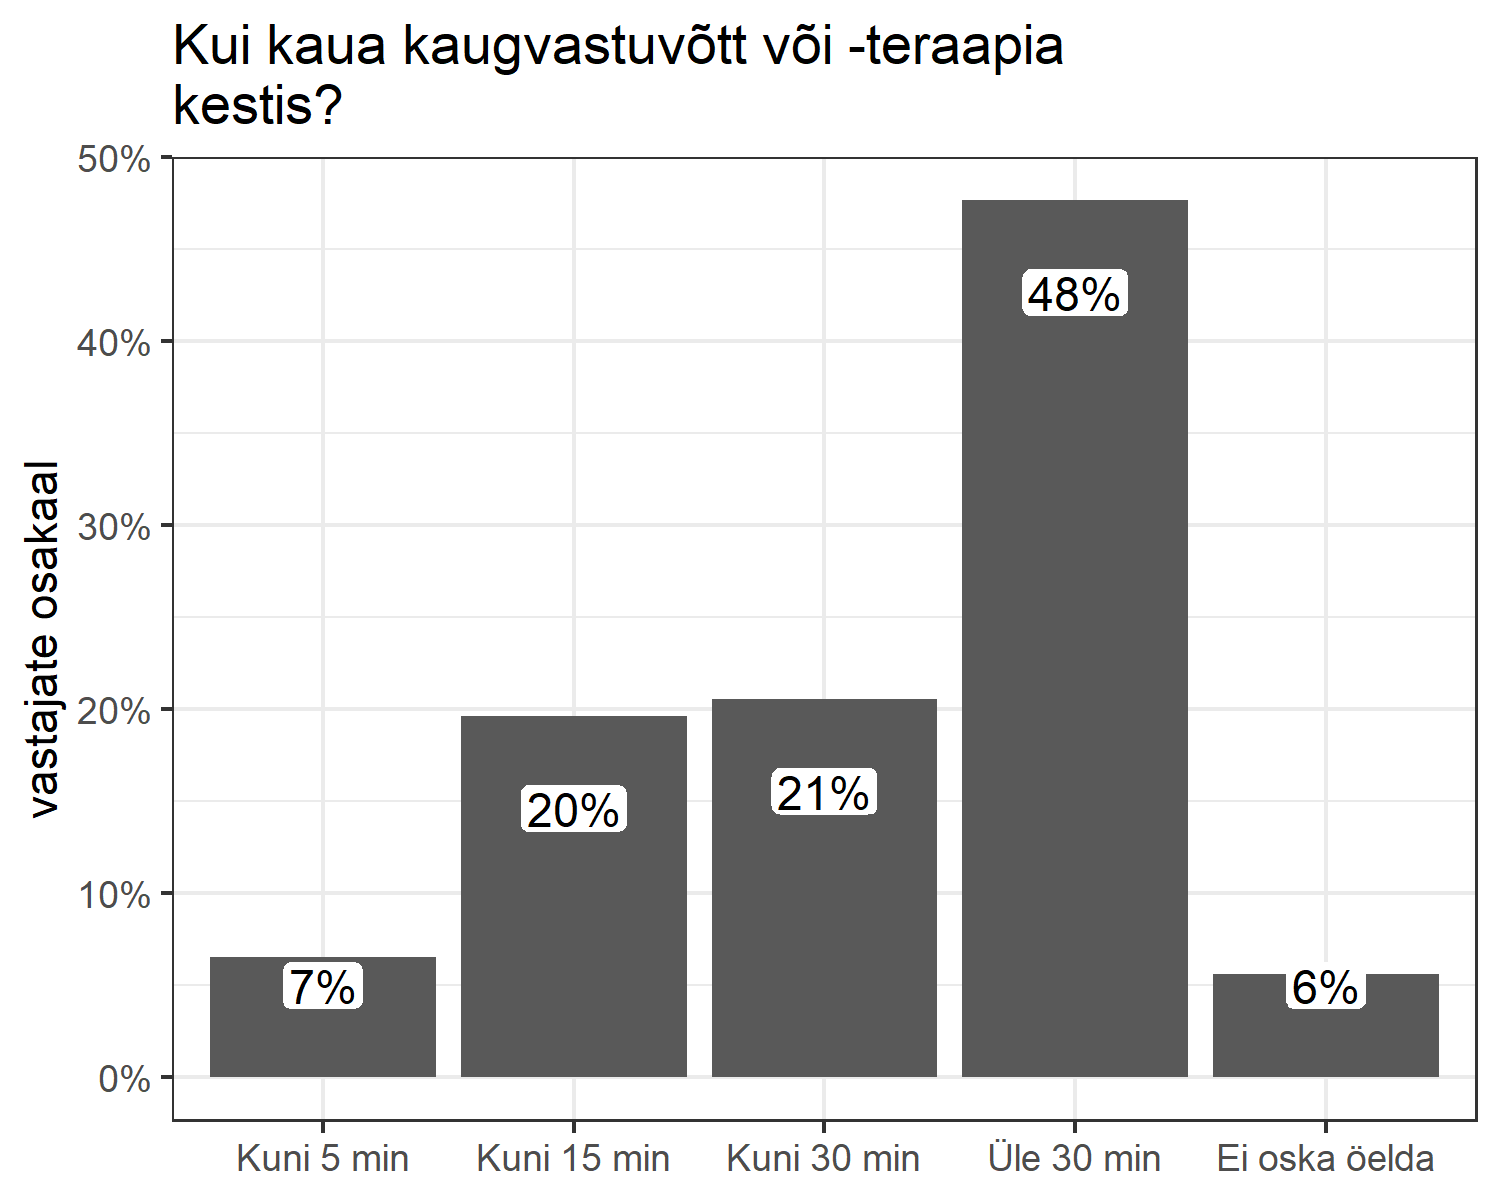 Kui kaua kaugvastuvõtt või -teraapia
kestis?
vastajate osakaal
50%
40%
30%
20%
10%
0%
7%
20%
21%
48%
6%
Kuni 5 min
Kuni 15 min
Kuni 30 min
Üle 30 min
Ei oska öelda